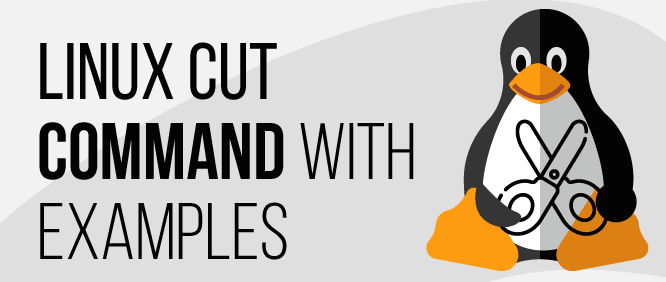 LINUX CUT
COMMAND WITH
EXAMPLES